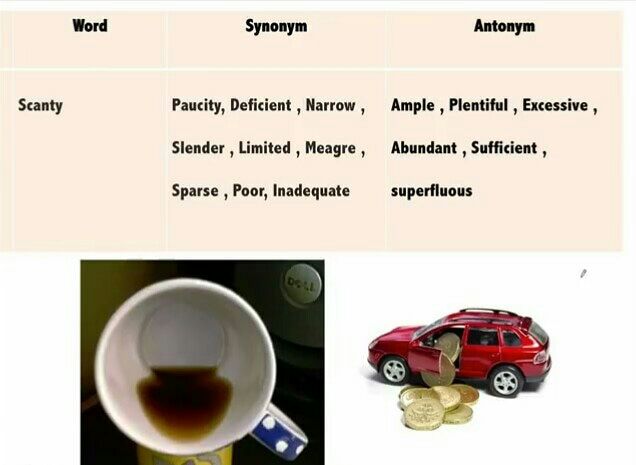 Word Synonym Antonym
Scanty Paucity, Deficient , Narrow , Ample , Plentiful , Excessive ,
Slender , Limited , Meagre , Abundant , Sufficient ,
Sparse , Poor, Inadequate superfluous
DELL